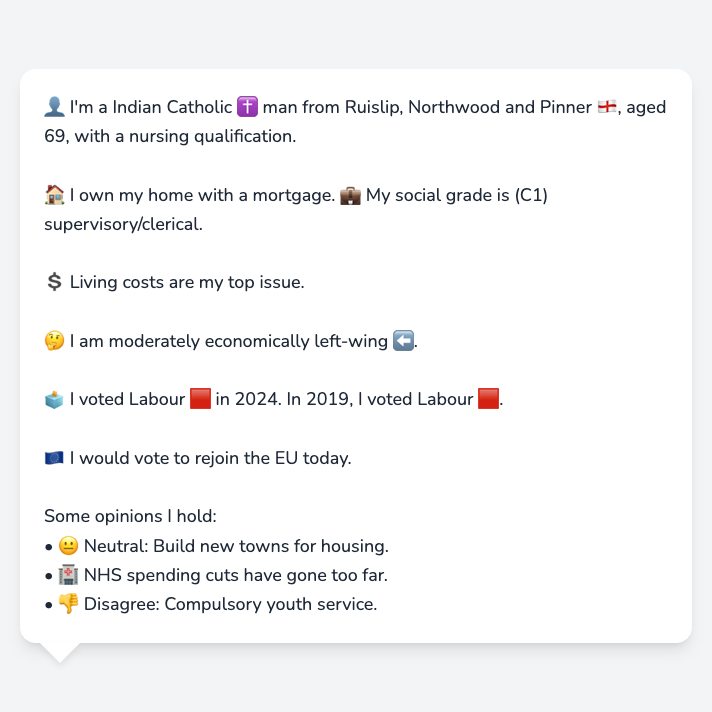 👤 I'm a Indian Catholic ✝️ man from Ruislip, Northwood and Pinner 🏴󠁧󠁢󠁥󠁮󠁧󠁿, aged
69, with a nursing qualification.
🏠 I own my home with a mortgage. 💼 My social grade is (C1)
supervisory/clerical.
💲 Living costs are my top issue.
🤔 I am moderately economically left-wing ⬅️.
🗳️ I voted Labour 🟥 in 2024. In 2019, I voted Labour 🟥.
🇪🇺 I would vote to rejoin the EU today.
Some opinions I hold:
• 😐 Neutral: Build new towns for housing.
• 🏥 NHS spending cuts have gone too far.
• 👎 Disagree: Compulsory youth service.